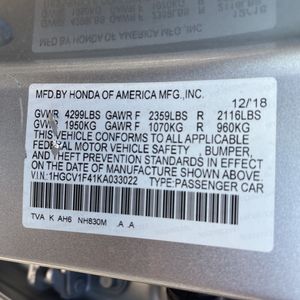 MFD.BY HONDA OF AMERICA MFG.,INC.
12/18
GVWR 4299LBS GAWR F 2359LBS R 2116LBS
GVWR 1950KG GAWR F 1070KG R 960KG
THIS VEHICLE CONFORMS TO ALL APPLICABLE
FEDERAL MOTOR VEHICLE SAFETY, BUMPER,
AND THEFT PREVENTION STANDARDS IN EFFECT
ON THE DATE OF MANUFACTURE SHOWN ABOVE.
V.I.N:1HGCV1F41KA033022
TYPE:PASSENGER CAR
TVA K AH6 NH830M .A .A